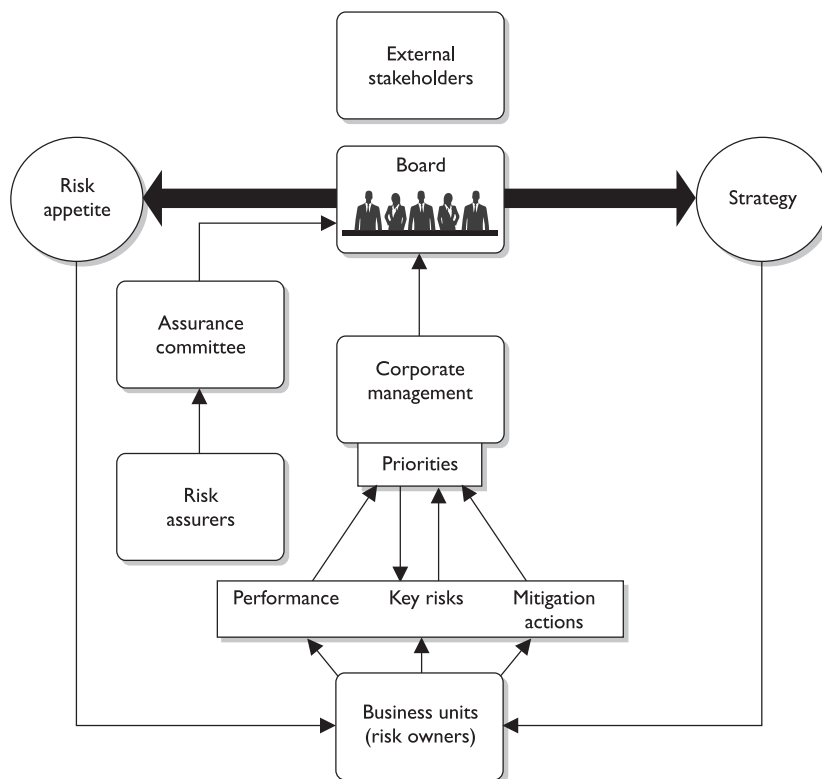 External
stakeholders
Board
Risk
appetite
Strategy
Assurance
committee
Corporate
management
Priorities
Risk
assurers
Performance
Key risks
Mitigation
actions
Business units
(risk owners)